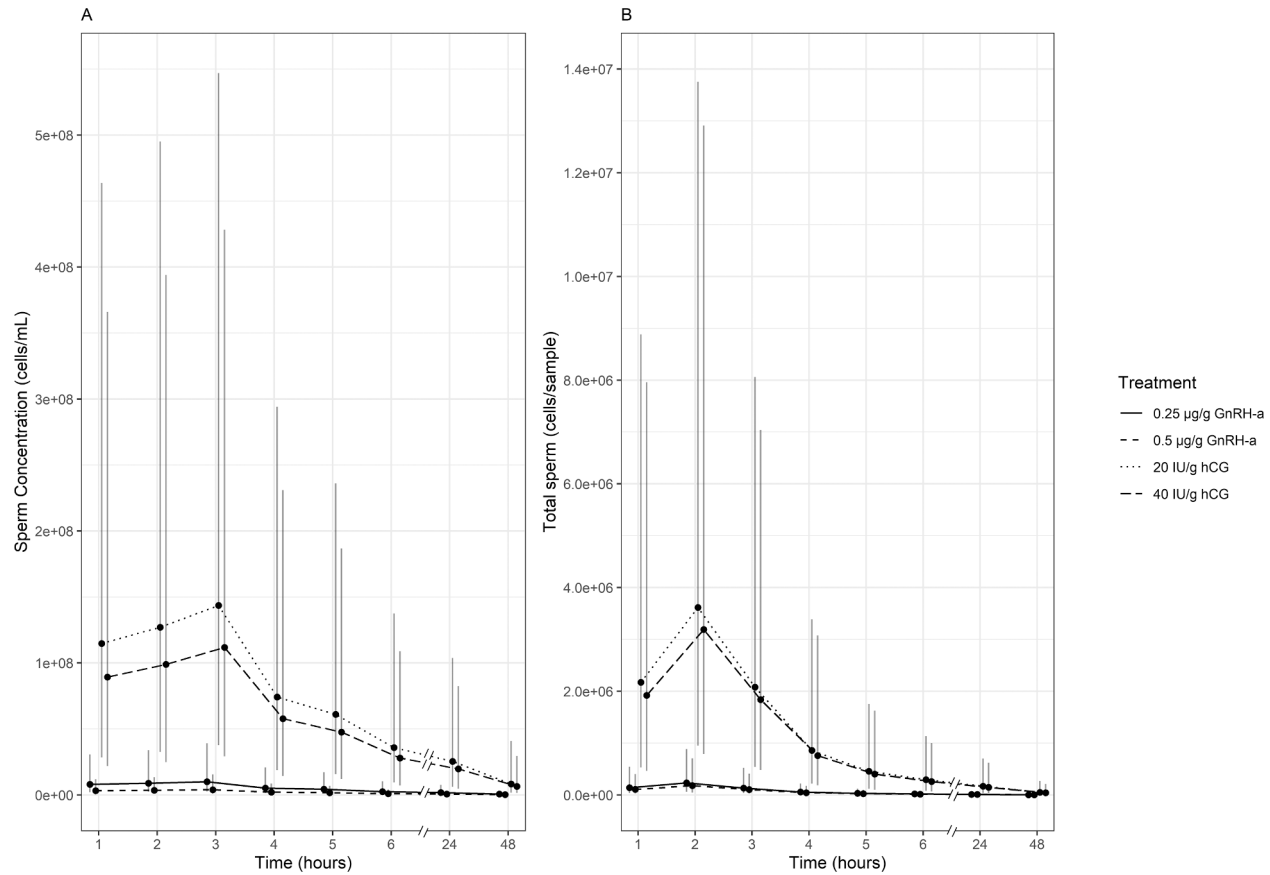 A
Sperm Concentration (cells/mL)
5e+08
4e+08
3e+08
2e+08
1e+08
0e+00
1 2 3 4 5 6 // 24 48
Time (hours)
B
Total sperm (cells/sample)
1.4e+07
1.2e+07
1.0e+07
8.0e+06
6.0e+06
4.0e+06
2.0e+06
0.0e+00
1 2 3 4 5 6 // 24 48
Time (hours)
Treatment
0.25 µg/g GnRH-a
0.5 µg/g GnRH-a
20 IU/g hCG
40 IU/g hCG